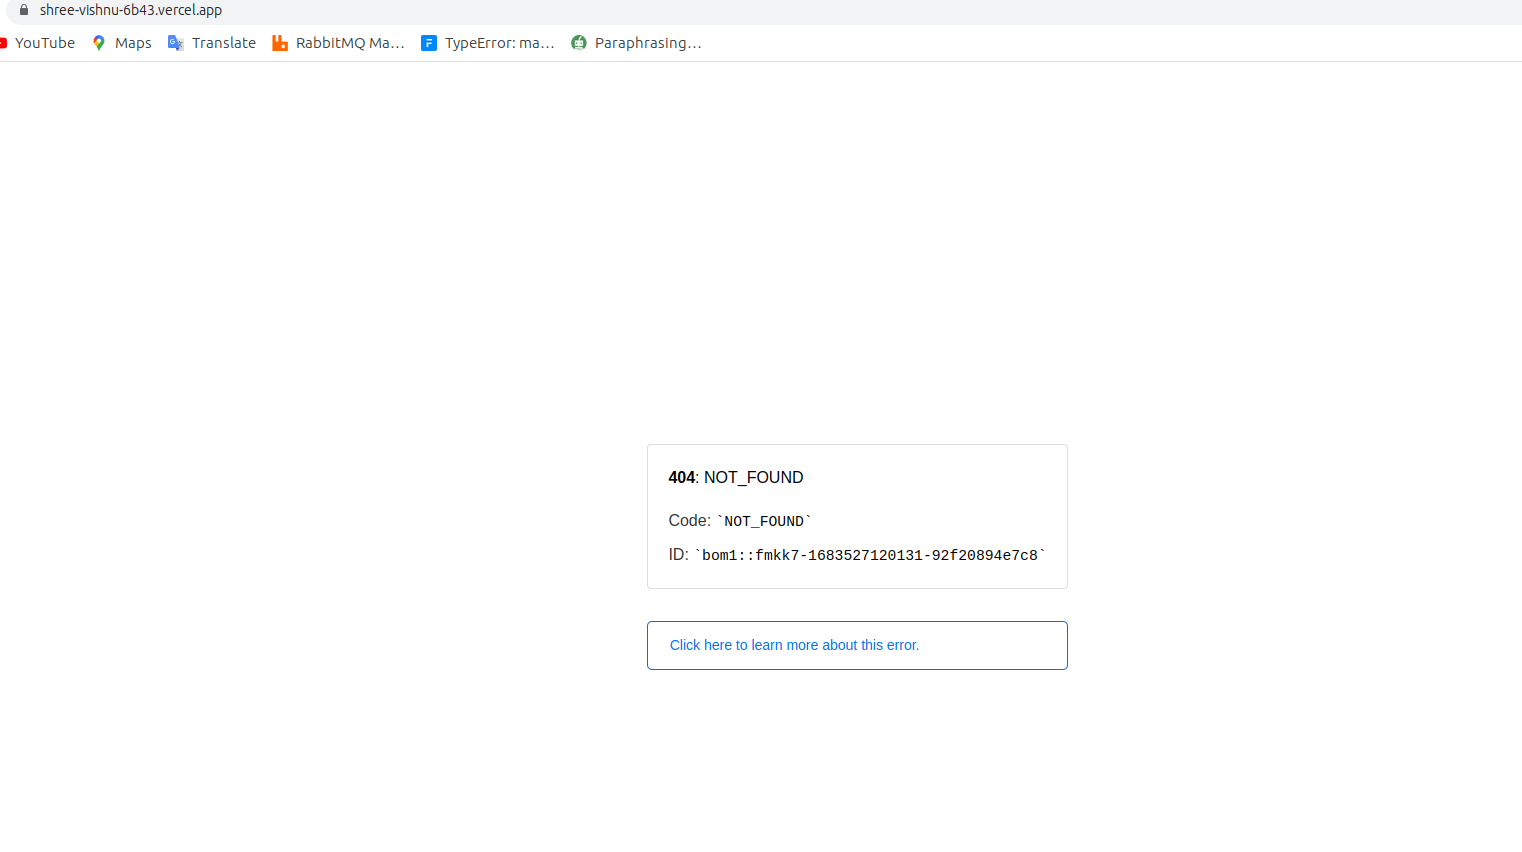 shree-vishnu-6b43.vercel.app
YouTube Maps Translate RabbitMQ Ma... TypeError: ma... Paraphrasing...
404: NOT_FOUND
Code: `NOT_FOUND`
ID: `bom1::fmkk7-1683527120131-92f20894e7c8`
Click here to learn more about this error.